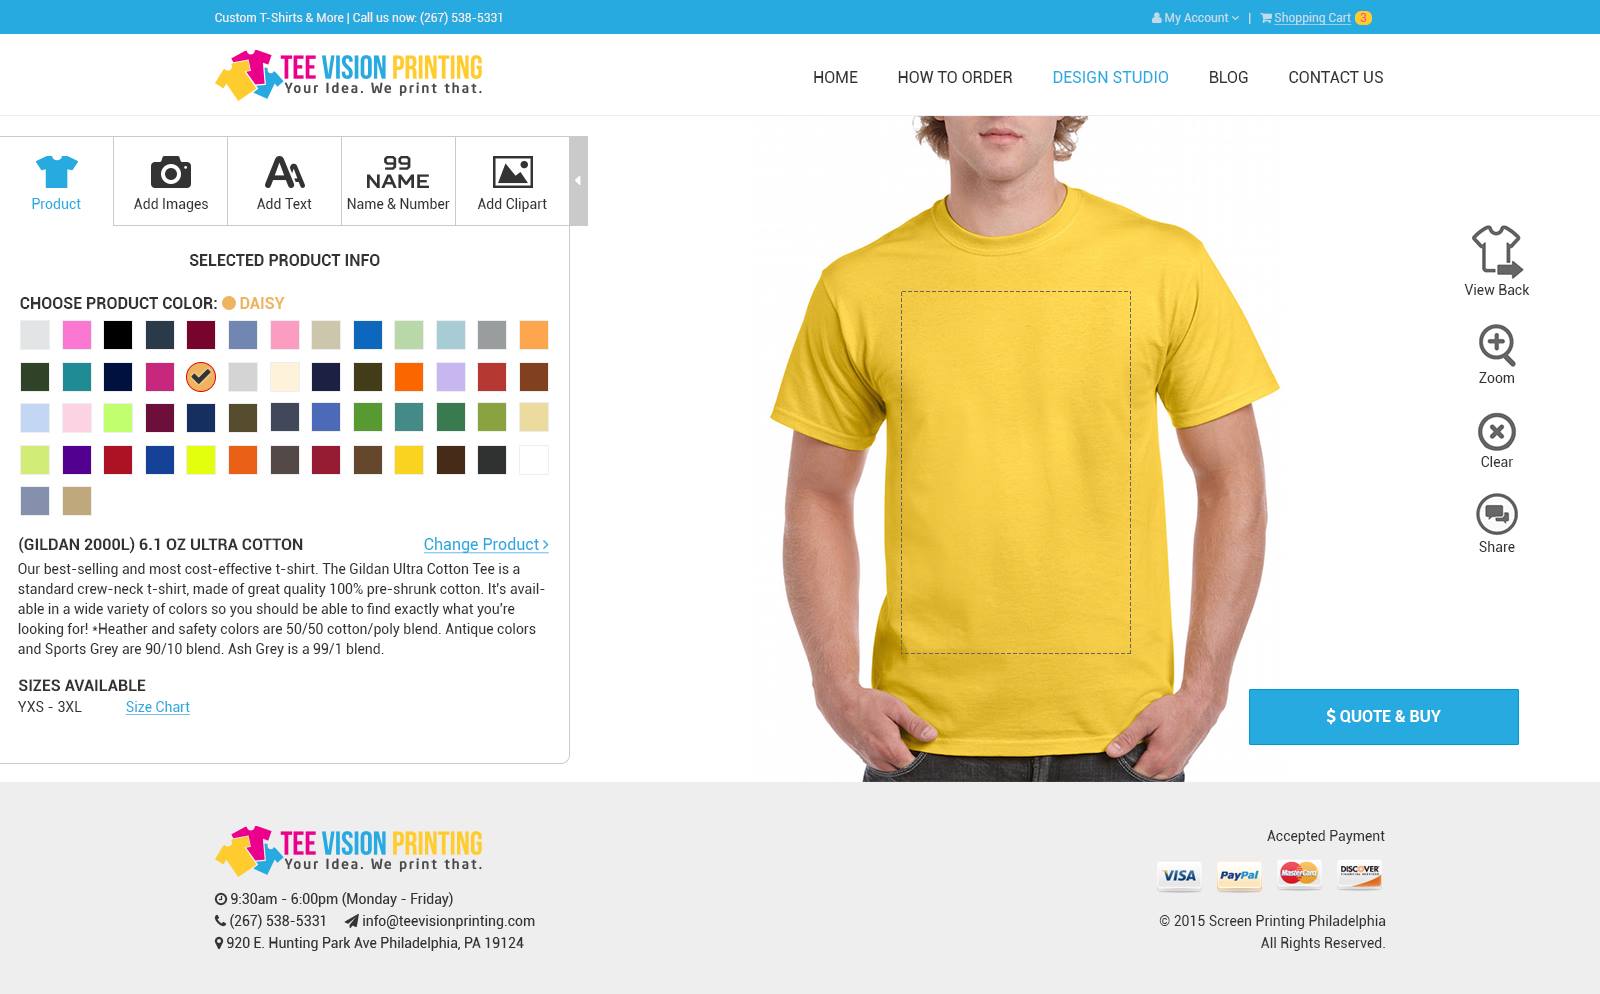 Custom T-Shirts & More | Call us now: (267) 538-5331
My Account | Shopping Cart 3
TEE VISION PRINTING
Your Idea. We print that.
HOME HOW TO ORDER DESIGN STUDIO BLOG CONTACT US
Product
Add Images
Add Text
99
NAME
Name & Number
Add Clipart
SELECTED PRODUCT INFO
CHOOSE PRODUCT COLOR: DAISY
(GILDAN 2000L) 6.1 OZ ULTRA COTTON Change Product
Our best-selling and most cost-effective t-shirt. The Gildan Ultra Cotton Tee is a
standard crew-neck t-shirt, made of great quality 100% pre-shrunk cotton. It's avail-
able in a wide variety of colors so you should be able to find exactly what you're
looking for! *Heather and safety colors are 50/50 cotton/poly blend. Antique colors
and Sports Grey are 90/10 blend. Ash Grey is a 99/1 blend.
SIZES AVAILABLE
YXS - 3XL Size Chart
View Back
Zoom
Clear
Share
$ QUOTE & BUY
TEE VISION PRINTING
Your Idea. We print that.
9:30am - 6:00pm (Monday - Friday)
(267) 538-5331 info@teevisionprinting.com
920 E. Hunting Park Ave Philadelphia, PA 19124
Accepted Payment
VISA PayPal MasterCard DISCOVER
FINANCIAL SERVICES
© 2015 Screen Printing Philadelphia
All Rights Reserved.